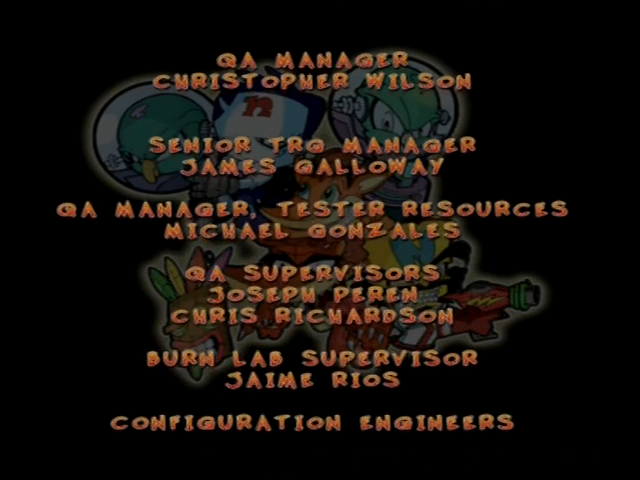 QA MANAGER
CHRISTOPHER WILSON
SENIOR TRG MANAGER
JAMES GALLOWAY
QA MANAGER, TESTER RESOURCES
MICHAEL GONZALES
QA SUPERVISORS
JOSEPH PEREN
CHRIS RICHARDSON
BURN LAB SUPERVISOR
JAIME RIOS
CONFIGURATION ENGINEERS